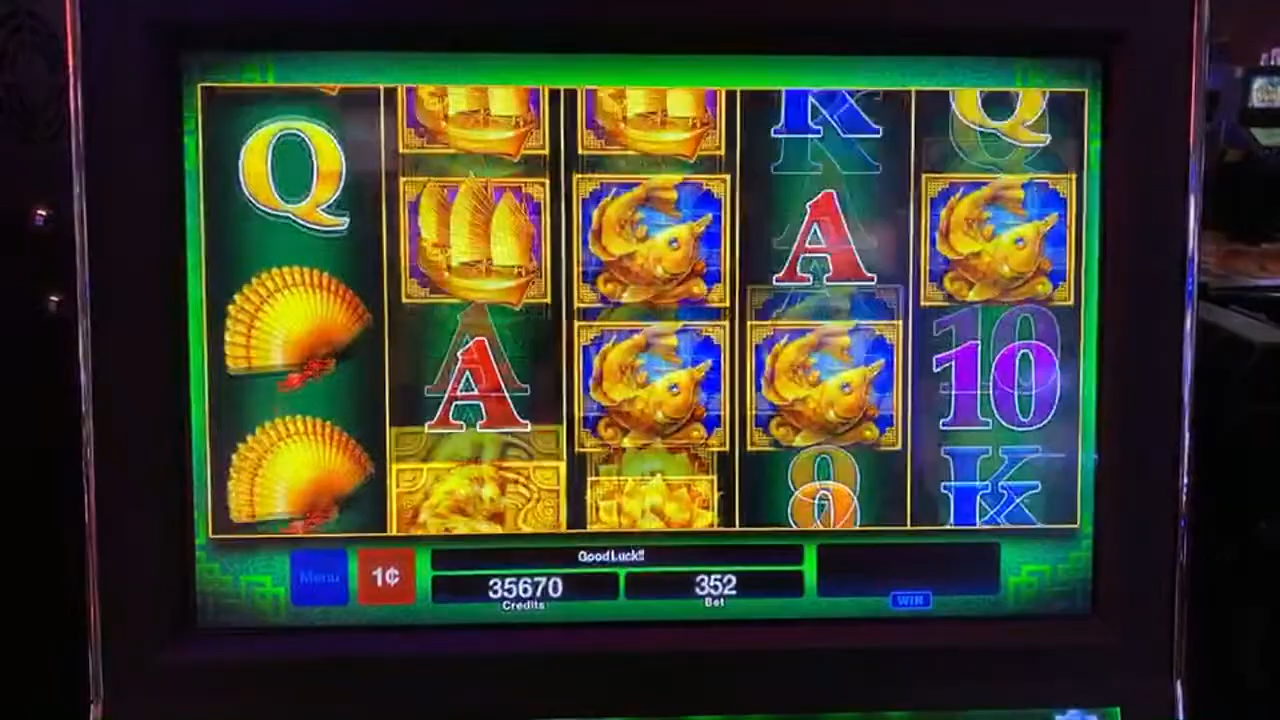 K Q
Q
A
A 10
9 K
Good Luck!!
Menu 1¢ 35670 352
Credits Bet WIN